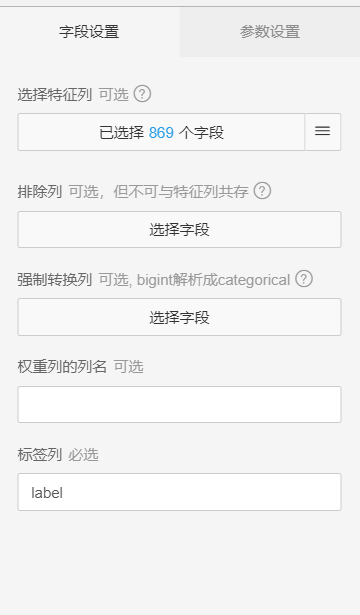 字段设置 参数设置
选择特征列 可选 ?
已选择 869 个字段
排除列 可选，但不可与特征列共存 ?
选择字段
强制转换列 可选, bigint解析成categorical ?
选择字段
权重列的列名 可选
标签列 必选
label